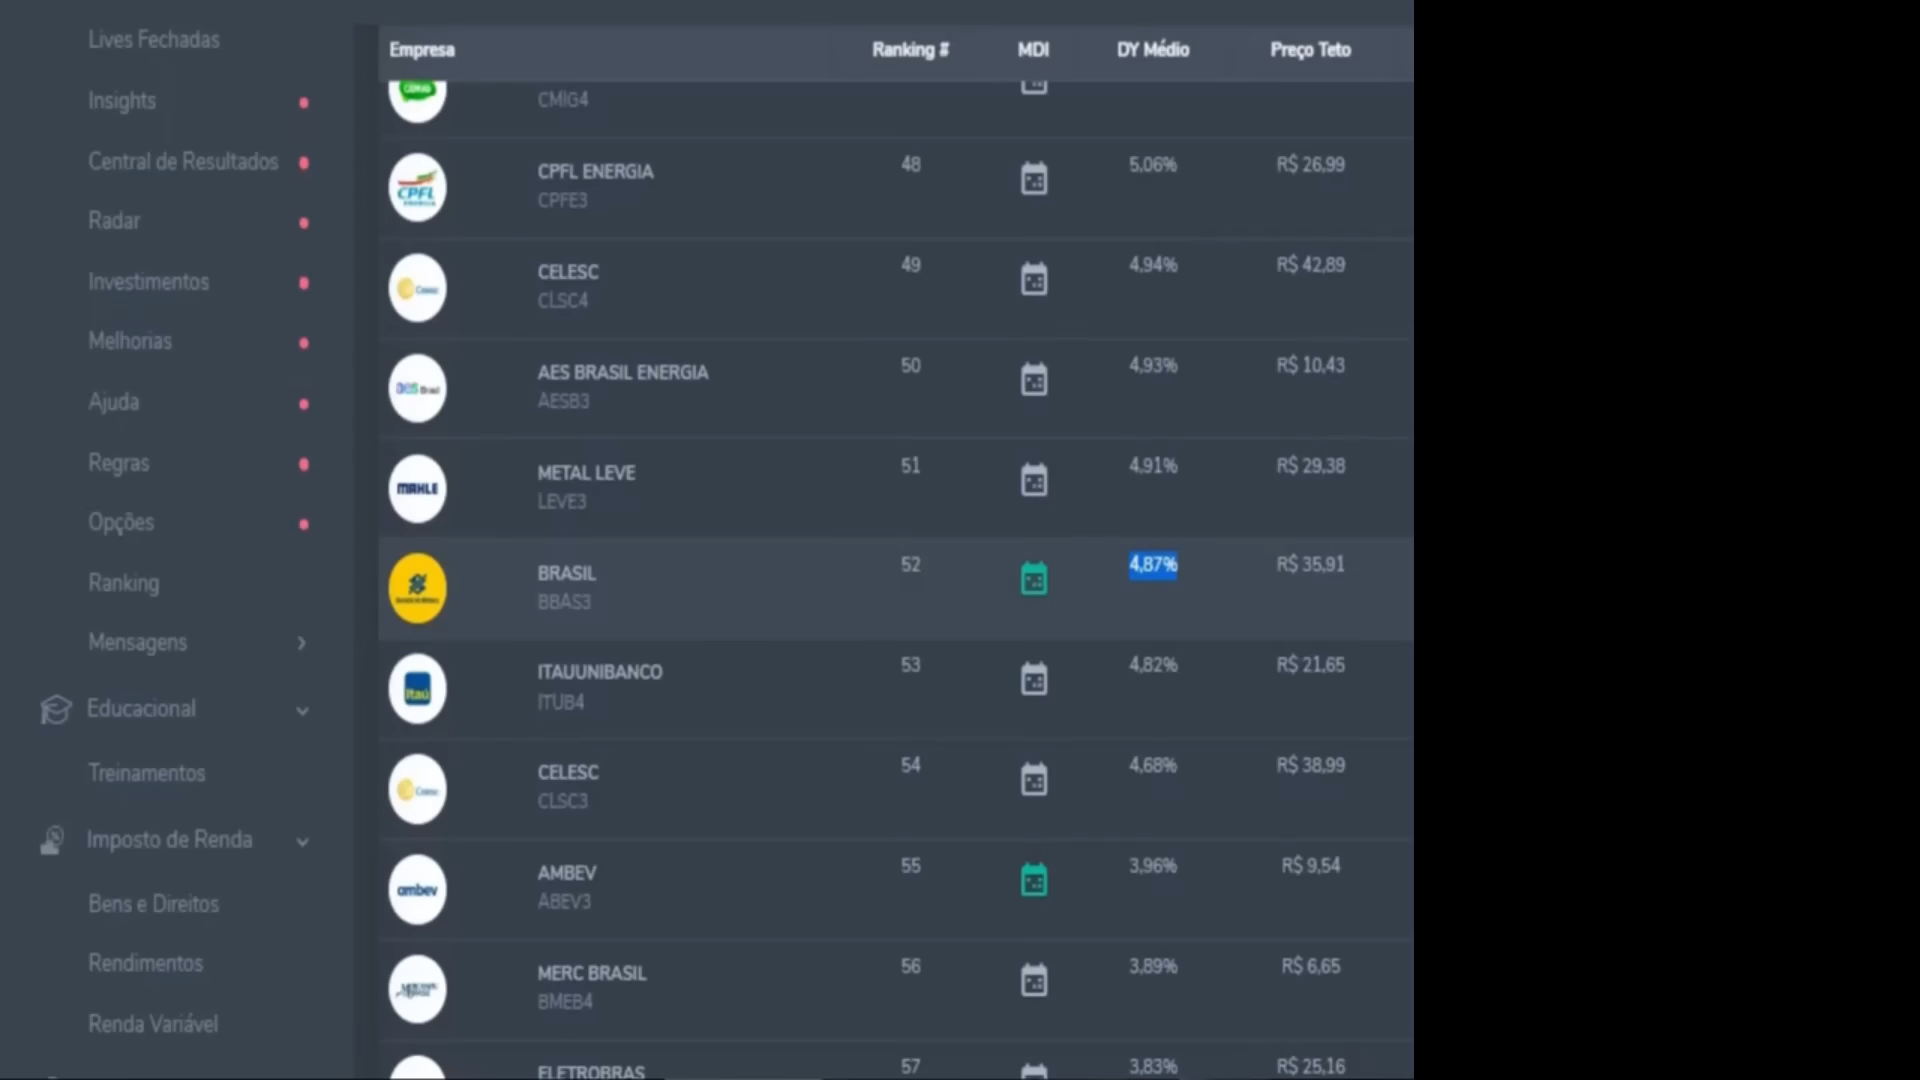 Lives Fechadas
Insights
Central de Resultados
Radar
Investimentos
Melhorias
Ajuda
Regras
Opções
Ranking
Mensagens
Educacional
Treinamentos
Imposto de Renda
Bens e Direitos
Rendimentos
Renda Variável
Empresa Ranking # MDI DY Médio Preço Teto
CMIG4
CPFL
CPFL ENERGIA 48 5,06% R$ 26,99
CPFE3
CELESC 49 4,94% R$ 42,89
CLSC4
AES BRASIL ENERGIA 50 4,93% R$ 10,43
AESB3
MAHLE
METAL LEVE 51 4,91% R$ 29,38
LEVE3
BRASIL 52 4,87% R$ 35,91
BBAS3
Itaú
ITAUUNIBANCO 53 4,82% R$ 21,65
ITUB4
CELESC 54 4,68% R$ 38,99
CLSC3
ambev
AMBEV 55 3,96% R$ 9,54
ABEV3
MERC BRASIL 56 3,89% R$ 6,65
BMEB4
ELETROBRAS 57 3,83% R$ 25,16